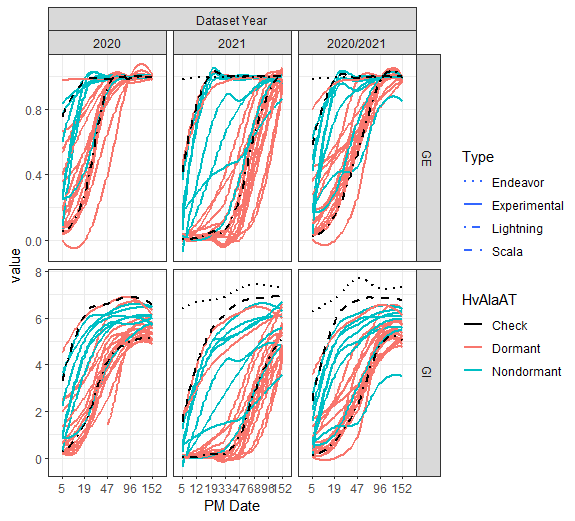 Dataset Year
2020
2021
2020/2021
0.8
0.4
0.0
GE
value
8
6
4
2
0
GI
5 19 47 96 152
5 12 19 33 47 68 96 152
5 19 47 96 152
PM Date
Type
Endeavor
Experimental
Lightning
Scala
HvAlaAT
Check
Dormant
Nondormant